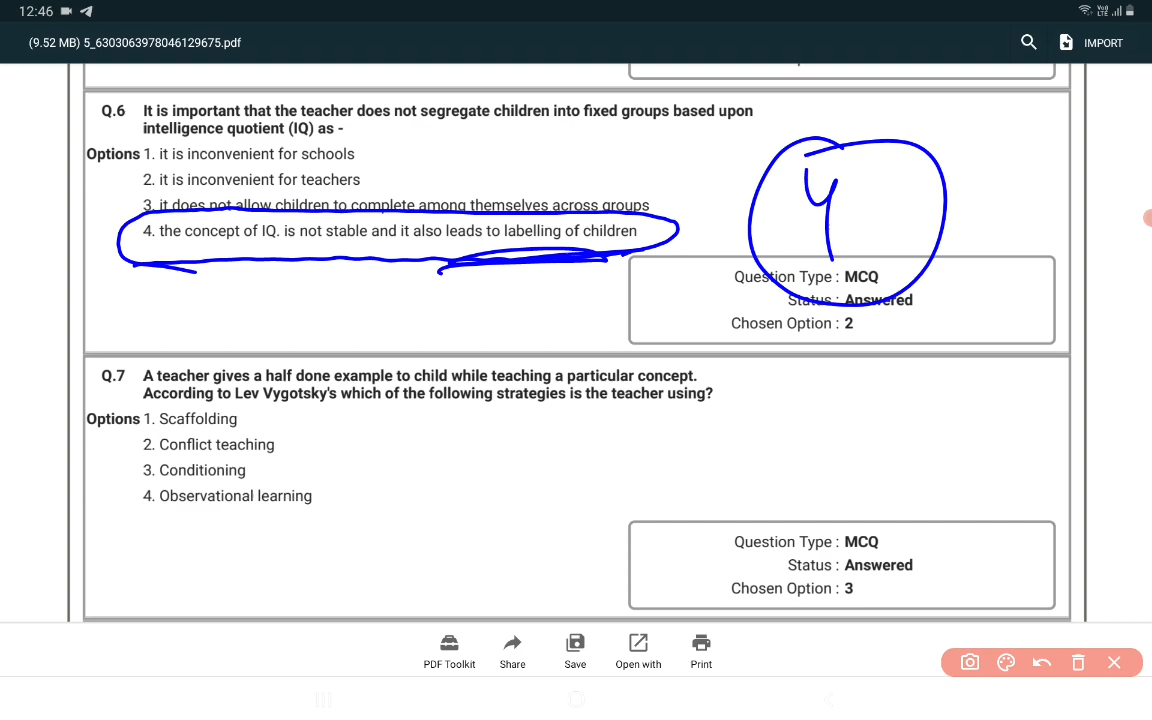 12:46
Vo))
LTE
(9.52 MB) 5_6303063978046129675.pdf
IMPORT
Q.6 It is important that the teacher does not segregate children into fixed groups based upon
intelligence quotient (IQ) as -
Options 1. it is inconvenient for schools
2. it is inconvenient for teachers
3. it does not allow children to complete among themselves across groups
4. the concept of IQ. is not stable and it also leads to labelling of children
4
Question Type : MCQ
Status : Answered
Chosen Option : 2
Q.7 A teacher gives a half done example to child while teaching a particular concept.
According to Lev Vygotsky's which of the following strategies is the teacher using?
Options 1. Scaffolding
2. Conflict teaching
3. Conditioning
4. Observational learning
Question Type : MCQ
Status : Answered
Chosen Option : 3
PDF Toolkit
Share
Save
Open with
Print